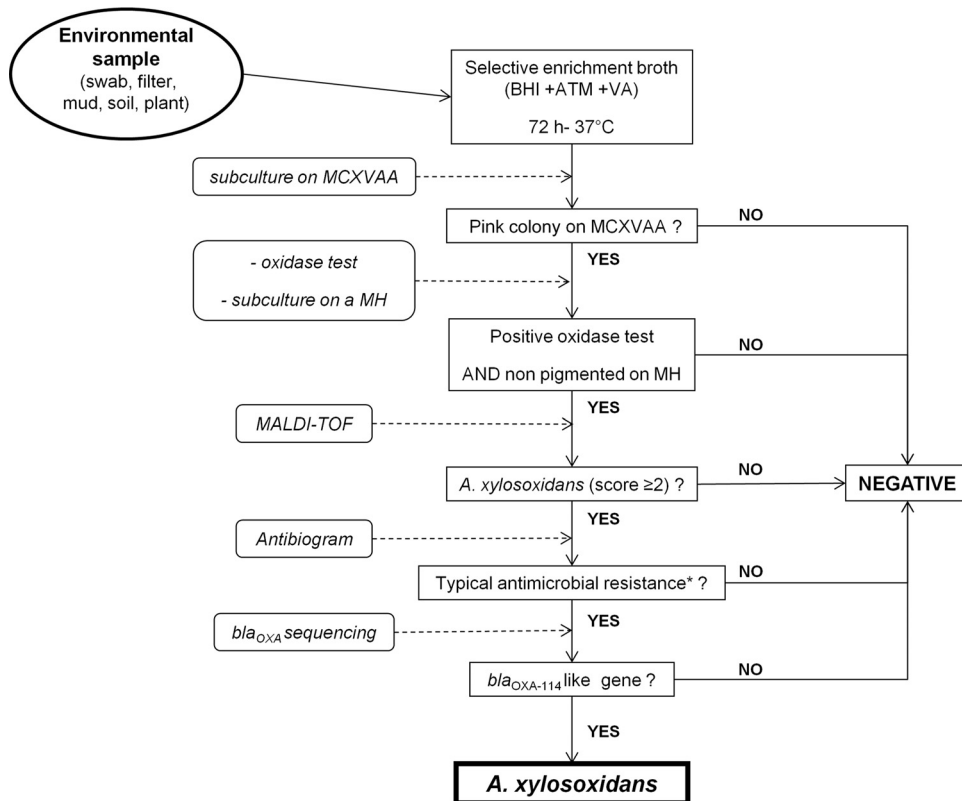 Environmental
sample
(swab, filter,
mud, soil, plant)
Selective enrichment broth
(BHI +ATM +VA)
72 h- 37°C
subculture on MCXVAA
Pink colony on MCXVAA ?
NO
YES
- oxidase test
- subculture on a MH
Positive oxidase test
AND non pigmented on MH
NO
YES
MALDI-TOF
A. xylosoxidans (score ≥2) ?
NO
NEGATIVE
YES
Antibiogram
Typical antimicrobial resistance* ?
NO
YES
blaOXA sequencing
blaOXA-114 like gene ?
NO
YES
A. xylosoxidans